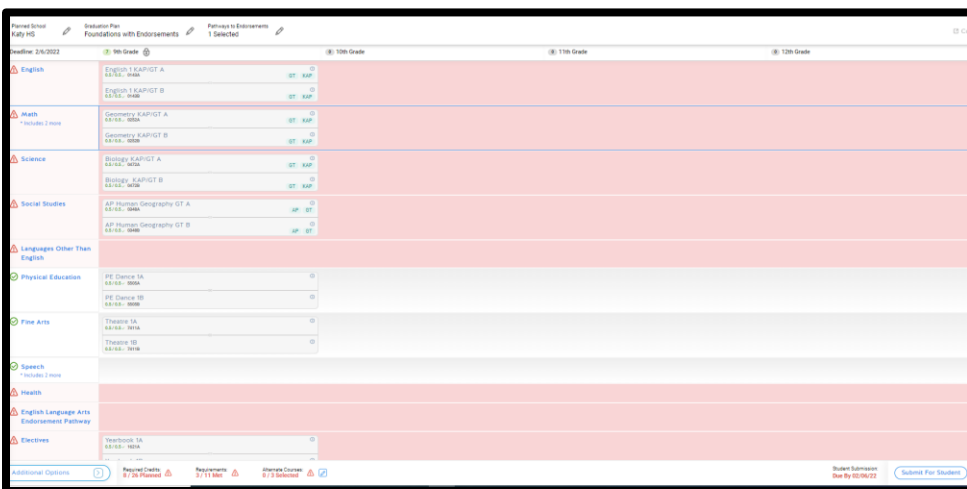 Planned School
Katy HS
Graduation Plan
Foundations with Endorsements
Pathways to Endorsements
1 Selected
Deadline: 2/6/2022
9th Grade
10th Grade
11th Grade
12th Grade
English
English 1 KAP/GT A
GT KAP
English 1 KAP/GT B
GT KAP
Math
* Includes 2 more
Geometry KAP/GT A
GT KAP
Geometry KAP/GT B
GT KAP
Science
Biology KAP/GT A
GT KAP
Biology KAP/GT B
GT KAP
Social Studies
AP Human Geography GT A
AP GT
AP Human Geography GT B
AP GT
Languages Other Than
English
Physical Education
PE Dance 1A
PE Dance 1B
Fine Arts
Theatre 1A
Theatre 1B
Speech
* Includes 2 more
Health
English Language Arts
Endorsement Pathway
Electives
Yearbook 1A
Additional Options
Required Credits:
8 / 26 Planned
Requirements:
3 / 11 Met
Alternate Courses:
0 / 3 Selected
Student Submission:
Due By 02/06/22
Submit For Student